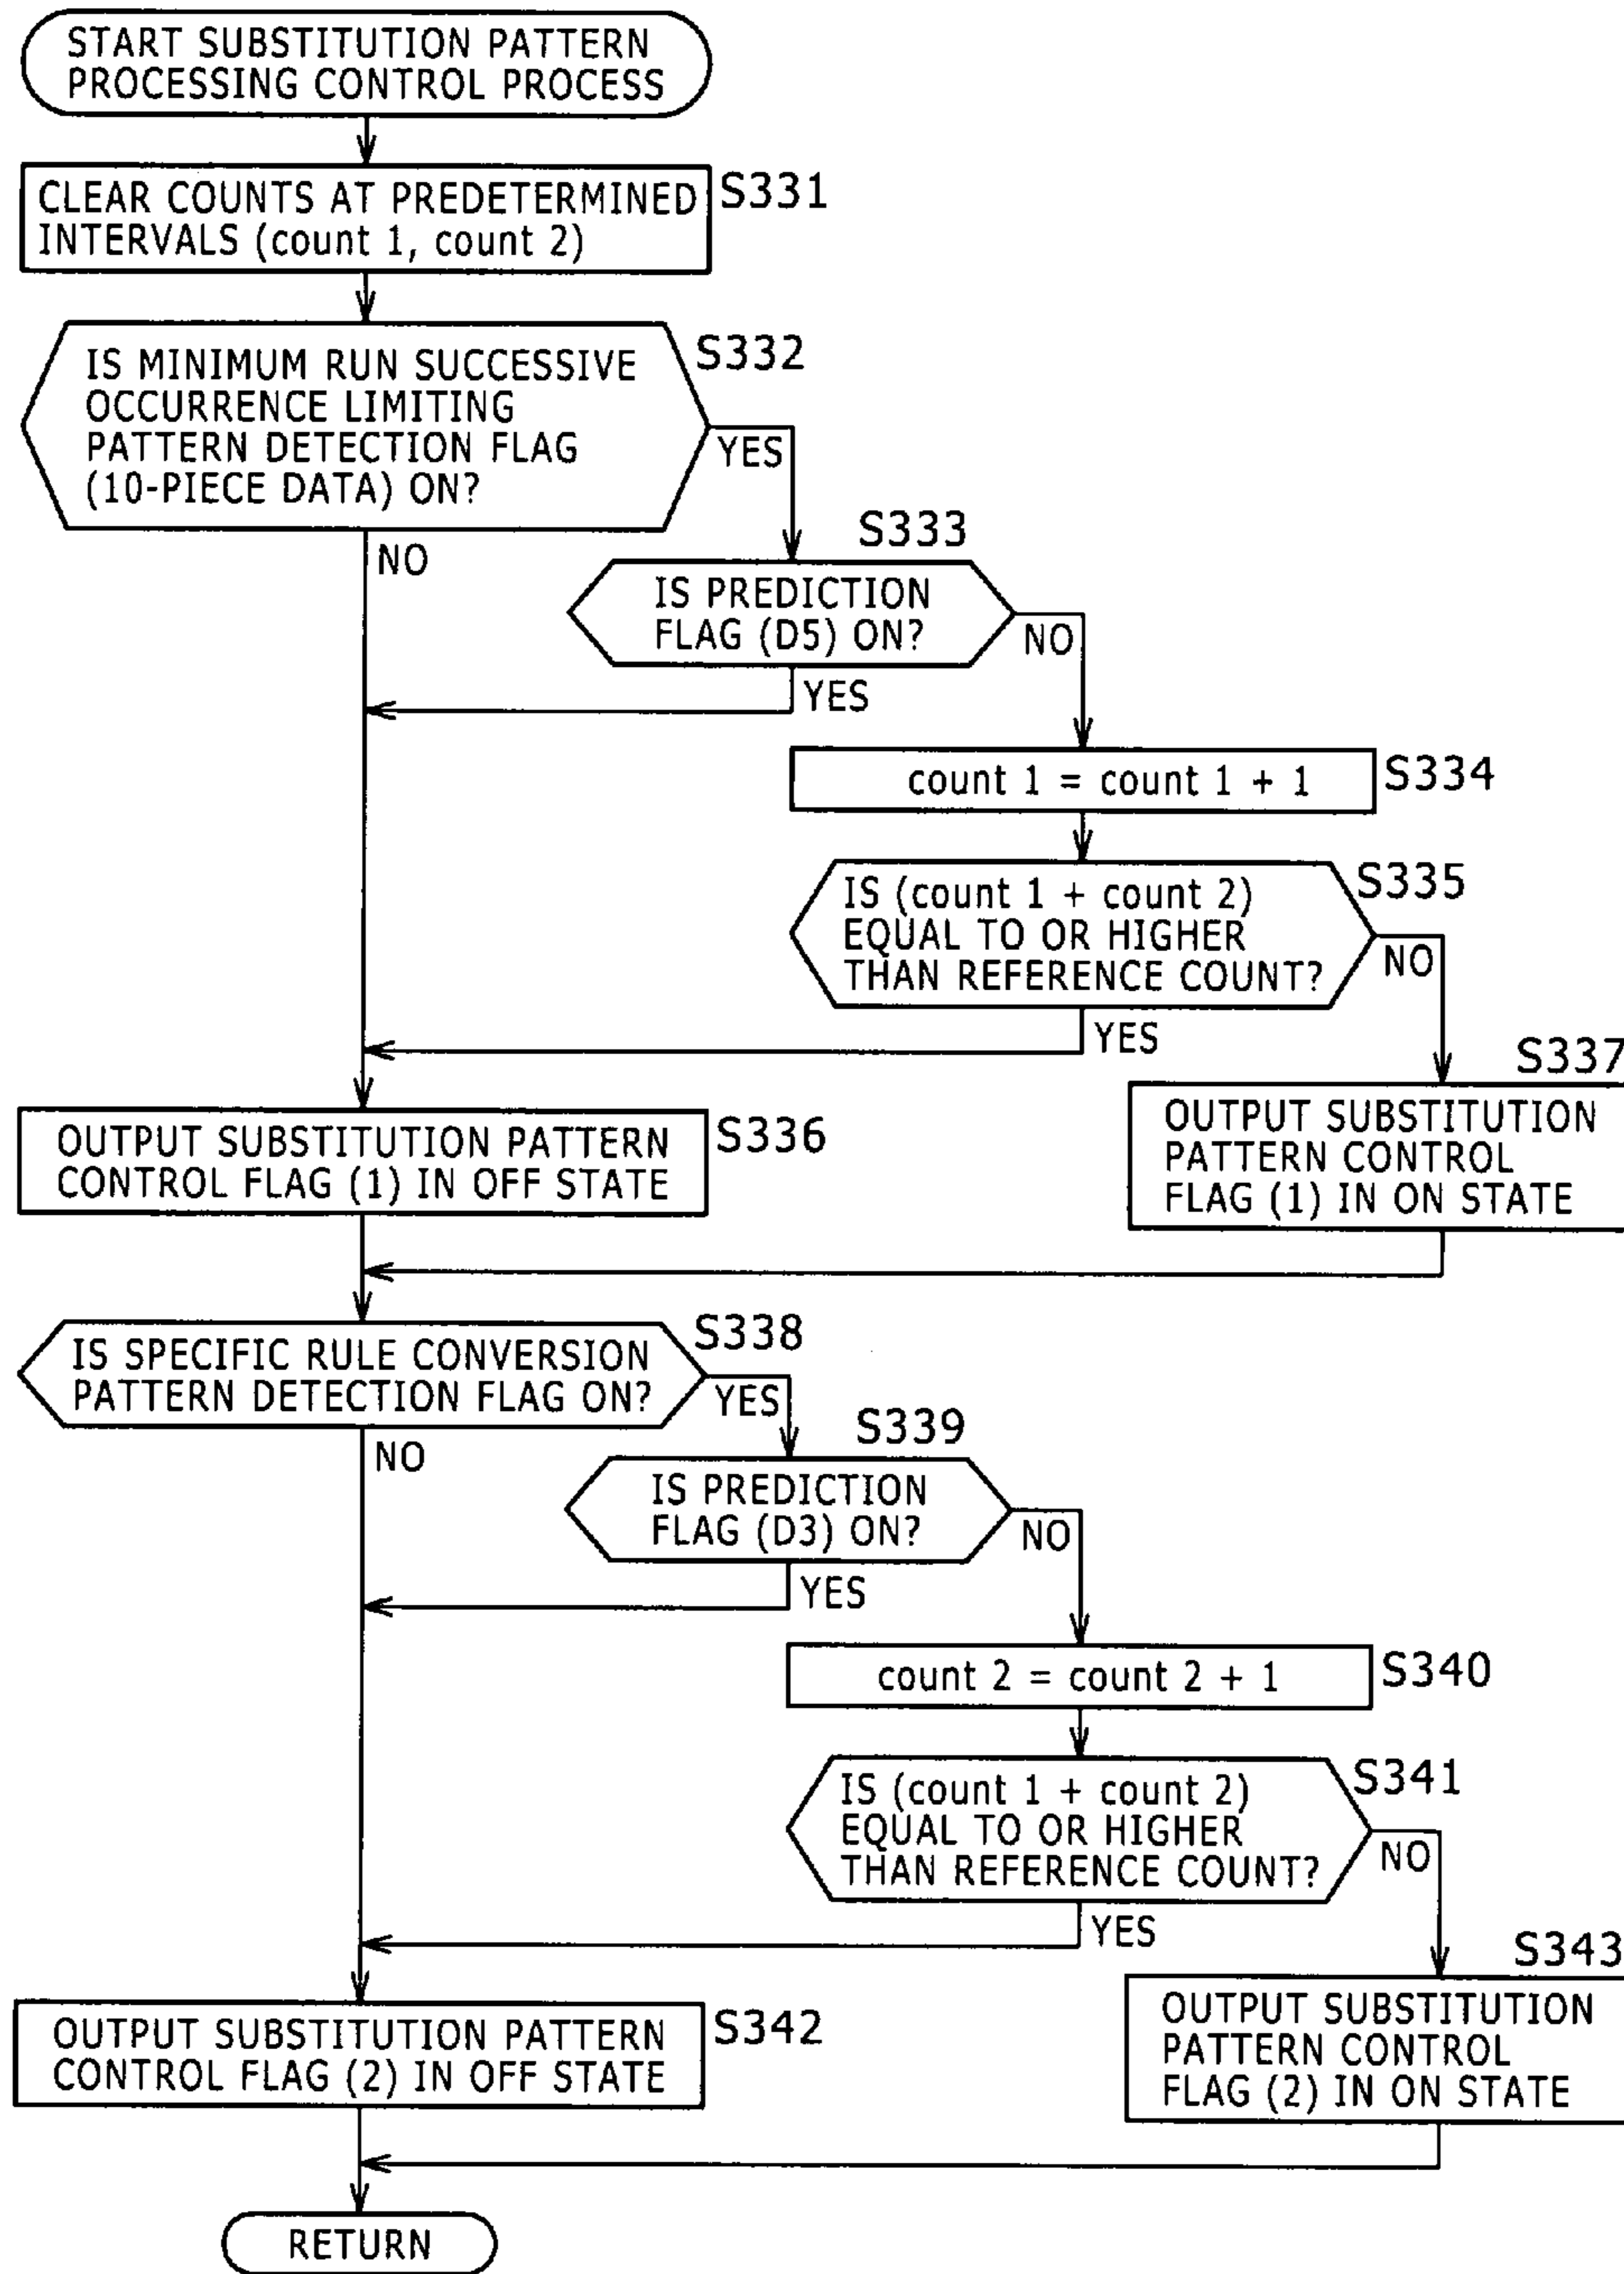 START SUBSTITUTION PATTERN
PROCESSING CONTROL PROCESS
CLEAR COUNTS AT PREDETERMINED
INTERVALS (count 1, count 2)
S331
IS MINIMUM RUN SUCCESSIVE
OCCURRENCE LIMITING
PATTERN DETECTION FLAG
(10-PIECE DATA) ON?
S332
YES
NO
S333
IS PREDICTION
FLAG (D5) ON?
NO
YES
count 1 = count 1 + 1
S334
IS (count 1 + count 2)
EQUAL TO OR HIGHER
THAN REFERENCE COUNT?
S335
NO
YES
OUTPUT SUBSTITUTION PATTERN
CONTROL FLAG (1) IN OFF STATE
S336
S337
OUTPUT SUBSTITUTION
PATTERN CONTROL
FLAG (1) IN ON STATE
IS SPECIFIC RULE CONVERSION
PATTERN DETECTION FLAG ON?
S338
YES
NO
S339
IS PREDICTION
FLAG (D3) ON?
NO
YES
count 2 = count 2 + 1
S340
IS (count 1 + count 2)
EQUAL TO OR HIGHER
THAN REFERENCE COUNT?
S341
NO
YES
OUTPUT SUBSTITUTION PATTERN
CONTROL FLAG (2) IN OFF STATE
S342
S343
OUTPUT SUBSTITUTION
PATTERN CONTROL
FLAG (2) IN ON STATE
RETURN